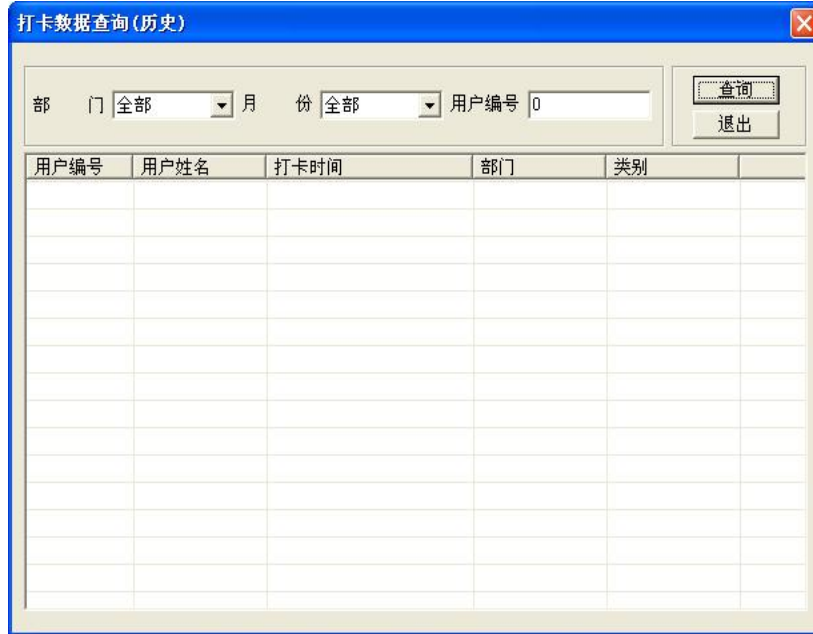 打卡数据查询(历史)
部 门 全部 月 份 全部 用户编号 0
查询
退出
用户编号 用户姓名 打卡时间 部门 类别